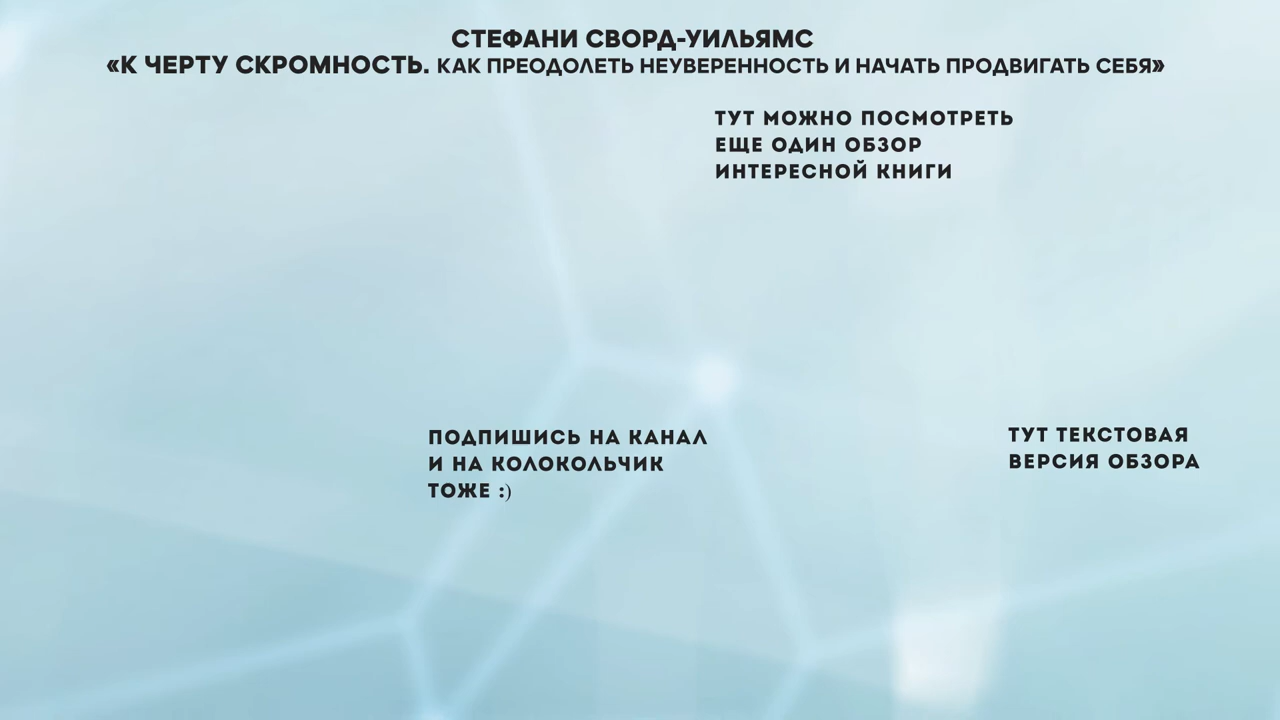 СТЕФАНИ СВОРД-УИЛЬЯМС
«К ЧЕРТУ СКРОМНОСТЬ. КАК ПРЕОДОЛЕТЬ НЕУВЕРЕННОСТЬ И НАЧАТЬ ПРОДВИГАТЬ СЕБЯ»
ТУТ МОЖНО ПОСМОТРЕТЬ
ЕЩЕ ОДИН ОБЗОР
ИНТЕРЕСНОЙ КНИГИ
ПОДПИШИСЬ НА КАНАЛ
И НА КОЛОКОЛЬЧИК
ТОЖЕ :)
ТУТ ТЕКСТОВАЯ
ВЕРСИЯ ОБЗОРА